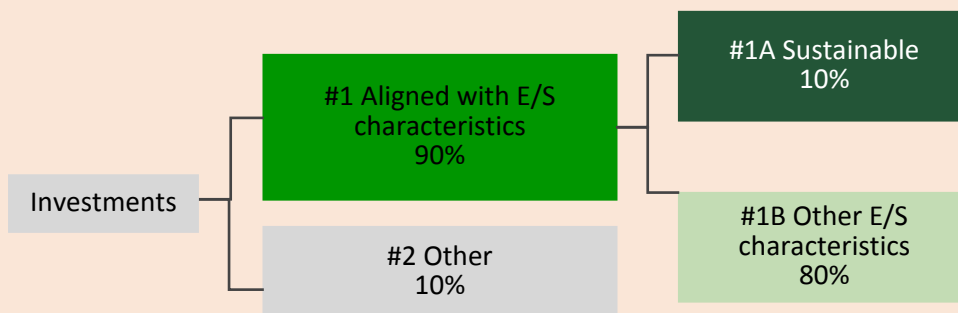 Investments
#1 Aligned with E/S
characteristics
90%
#2 Other
10%
#1A Sustainable
10%
#1B Other E/S
characteristics
80%